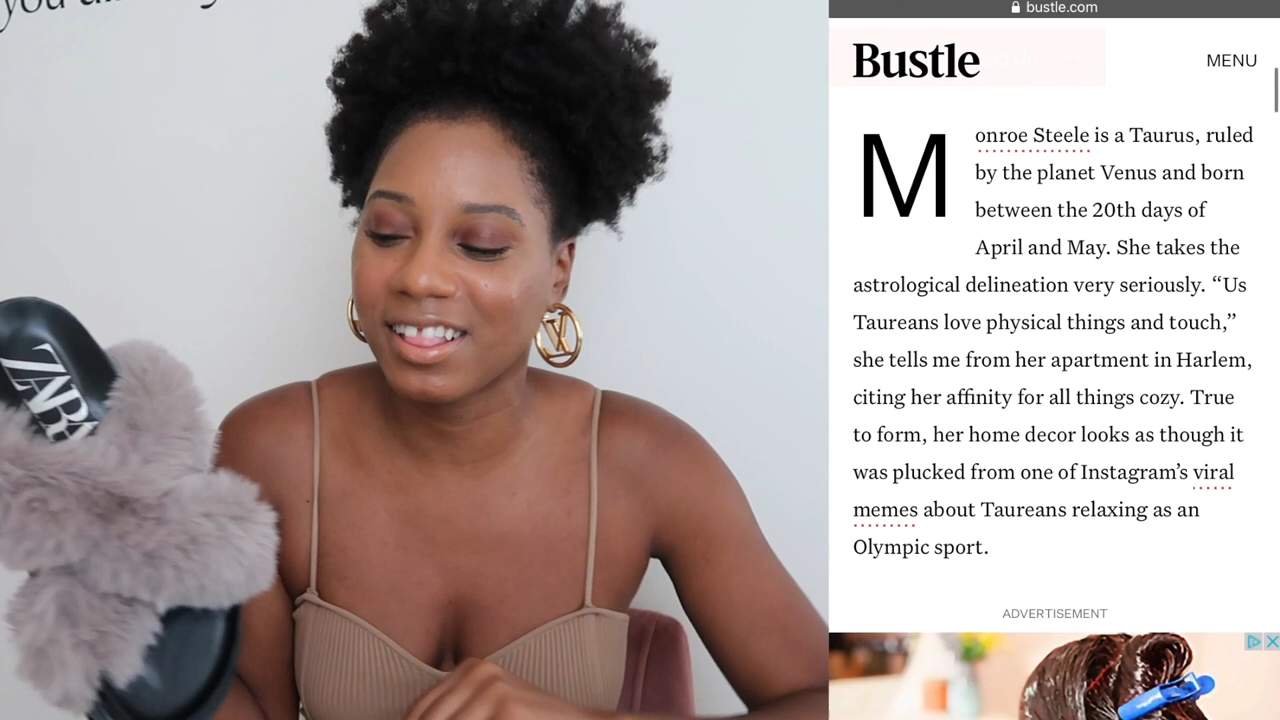 you
ZARA
bustle.com
Bustle
MENU
Monroe Steele is a Taurus, ruled
by the planet Venus and born
between the 20th days of
April and May. She takes the
astrological delineation very seriously. “Us
Taureans love physical things and touch,”
she tells me from her apartment in Harlem,
citing her affinity for all things cozy. True
to form, her home decor looks as though it
was plucked from one of Instagram’s viral
memes about Taureans relaxing as an
Olympic sport.
ADVERTISEMENT